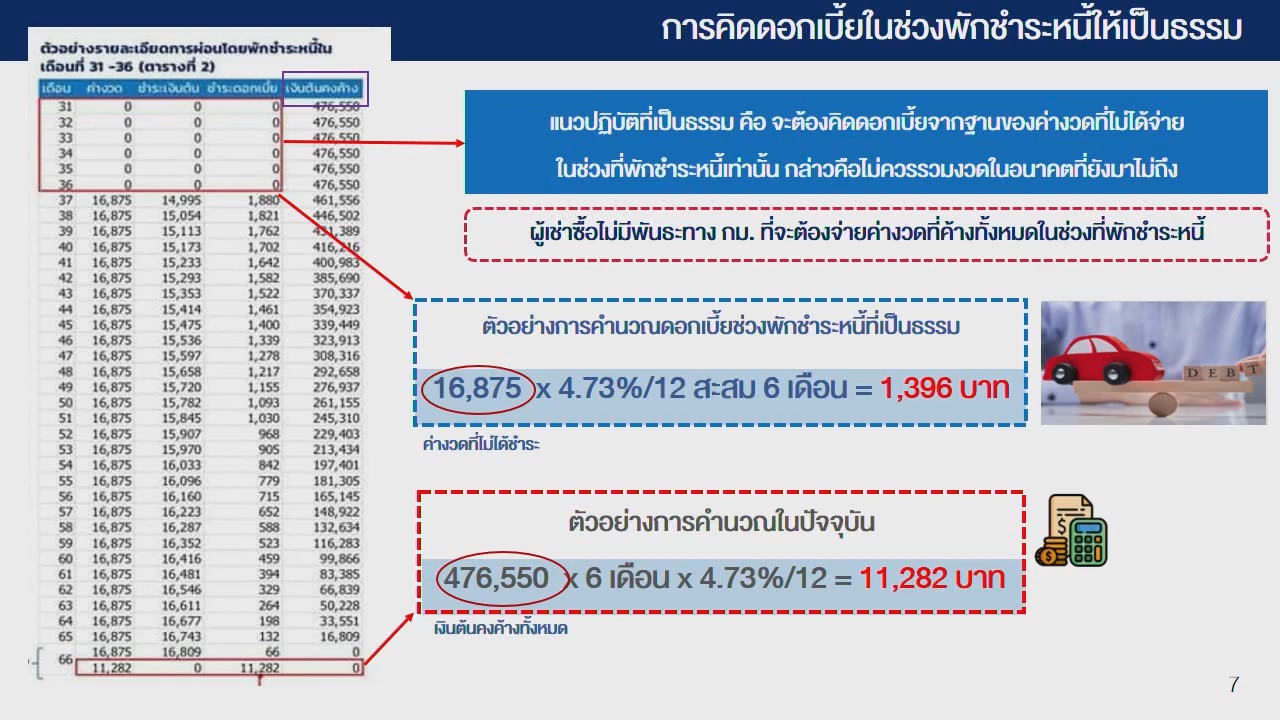 การคิดดอกเบี้ยในช่วงพักชำระหนี้ให้เป็นธรรม
ตัวอย่างรายละเอียดการผ่อนโดยพักชำระหนี้ใน
เดือนที่ 31 -36 (ตารางที่ 2)
เดือน ค่างวด ชำระเงินต้น ชำระดอกเบี้ย เงินต้นคงค้าง
31 0 0 0 476,550
32 0 0 0 476,550
33 0 0 0 476,550
34 0 0 0 476,550
35 0 0 0 476,550
36 0 0 0 476,550
37 16,875 14,995 1,880 461,556
38 16,875 15,054 1,821 446,502
39 16,875 15,113 1,762 431,389
40 16,875 15,173 1,702 416,216
41 16,875 15,233 1,642 400,983
42 16,875 15,293 1,582 385,690
43 16,875 15,353 1,522 370,337
44 16,875 15,414 1,461 354,923
45 16,875 15,475 1,400 339,449
46 16,875 15,536 1,339 323,913
47 16,875 15,597 1,278 308,316
48 16,875 15,658 1,217 292,658
49 16,875 15,720 1,155 276,937
50 16,875 15,782 1,093 261,155
51 16,875 15,845 1,030 245,310
52 16,875 15,907 968 229,403
53 16,875 15,970 905 213,434
54 16,875 16,033 842 197,401
55 16,875 16,096 779 181,305
56 16,875 16,160 715 165,145
57 16,875 16,223 652 148,922
58 16,875 16,287 588 132,634
59 16,875 16,352 523 116,283
60 16,875 16,416 459 99,866
61 16,875 16,481 394 83,385
62 16,875 16,546 329 66,839
63 16,875 16,611 264 50,228
64 16,875 16,677 198 33,551
65 16,875 16,743 132 16,809
66 16,875 16,809 66 0
11,282 0 11,282 0
แนวปฏิบัติที่เป็นธรรม คือ จะต้องคิดดอกเบี้ยจากฐานของค่างวดที่ไม่ได้จ่าย
ในช่วงที่พักชำระหนี้เท่านั้น กล่าวคือไม่ควรรวมงวดในอนาคตที่ยังมาไม่ถึง
ผู้เช่าซื้อไม่มีพันธะทาง กม. ที่จะต้องจ่ายค่างวดที่ค้างทั้งหมดในช่วงที่พักชำระหนี้
ตัวอย่างการคำนวณดอกเบี้ยช่วงพักชำระหนี้ที่เป็นธรรม
16,875 x 4.73%/12 สะสม 6 เดือน = 1,396 บาท
ค่างวดที่ไม่ได้ชำระ
DEBT
ตัวอย่างการคำนวณในปัจจุบัน
476,550 x 6 เดือน x 4.73%/12 = 11,282 บาท
เงินต้นคงค้างทั้งหมด
7